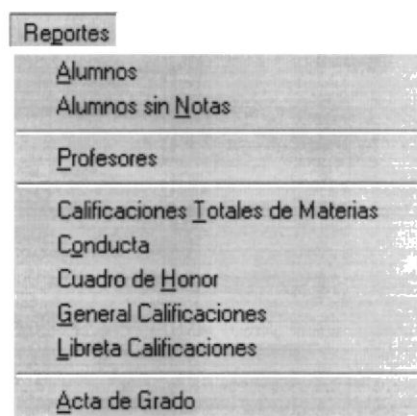 Reportes
Alumnos
Alumnos sin Notas
Profesores
Calificaciones Totales de Materias
Conducta
Cuadro de Honor
General Calificaciones
Libreta Calificaciones
Acta de Grado